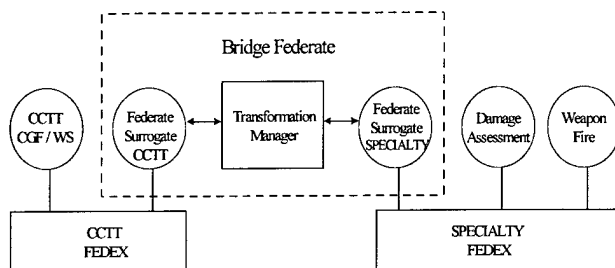 Bridge Federate
CCTT
CGF / WS
Federate
Surrogate
CCTT
Transformation
Manager
Federate
Surrogate
SPECIALTY
Damage
Assessment
Weapon
Fire
CCTT
FEDEX
SPECIALTY
FEDEX